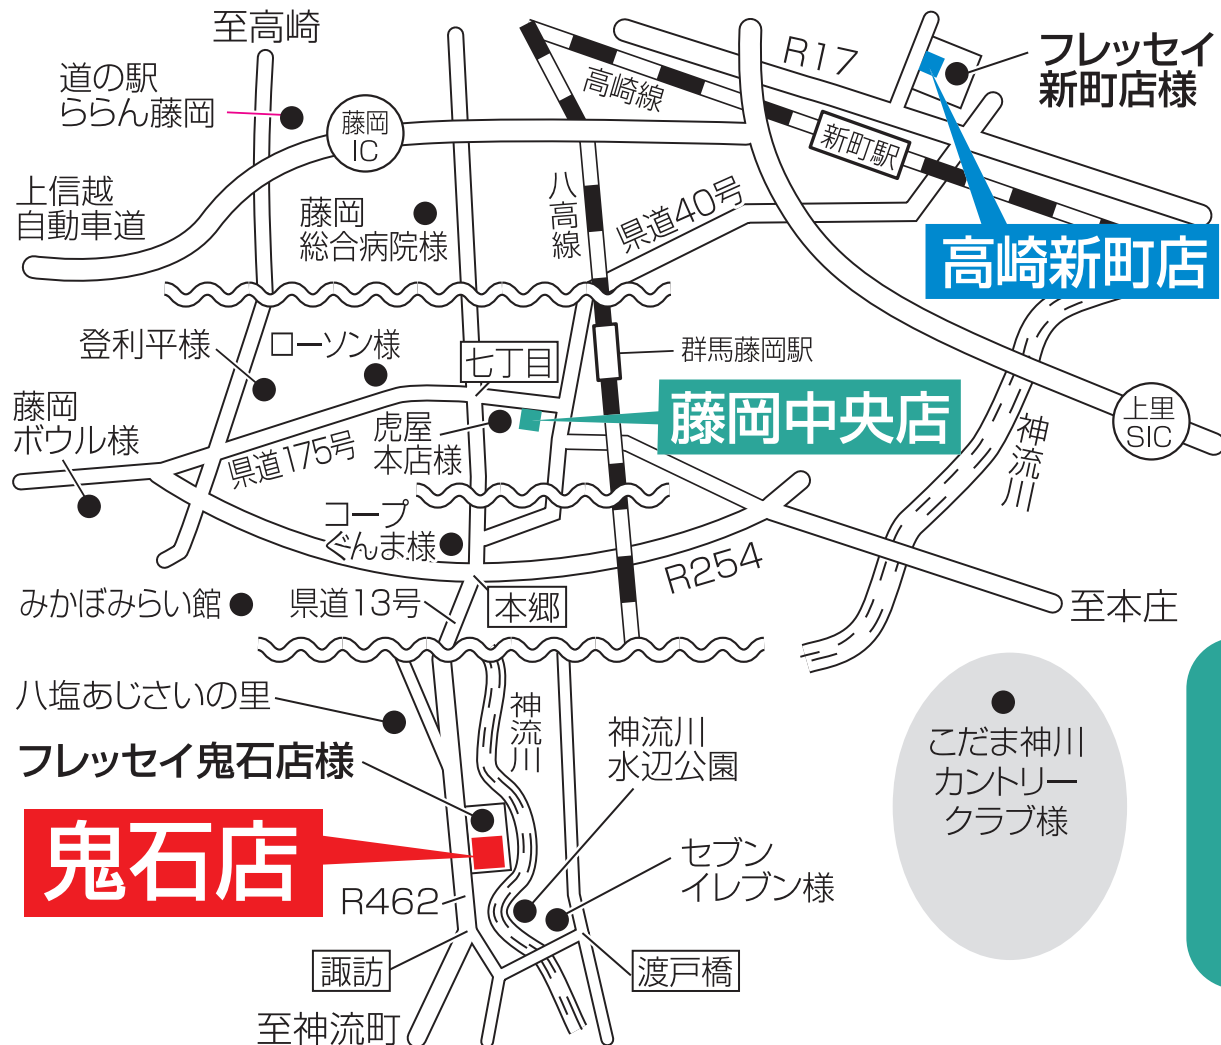 至高崎
道の駅
ららん藤岡
藤岡
IC
高崎線
R17
フレッセイ
新町店様
新町駅
上信越
自動車道
藤岡
総合病院様
八高線
県道40号
高崎新町店
登利平様
ローソン様
七丁目
群馬藤岡駅
藤岡
ボウル様
県道175号
虎屋
本店様
藤岡中央店
上里
SIC
神流川
コープ
ぐんま様
R254
みかぼみらい館
県道13号
本郷
至本庄
八塩あじさいの里
神流川
神流川
水辺公園
こだま神川
カントリー
クラブ様
フレッセイ鬼石店様
鬼石店
セブン
イレブン様
R462
諏訪
渡戸橋
至神流町